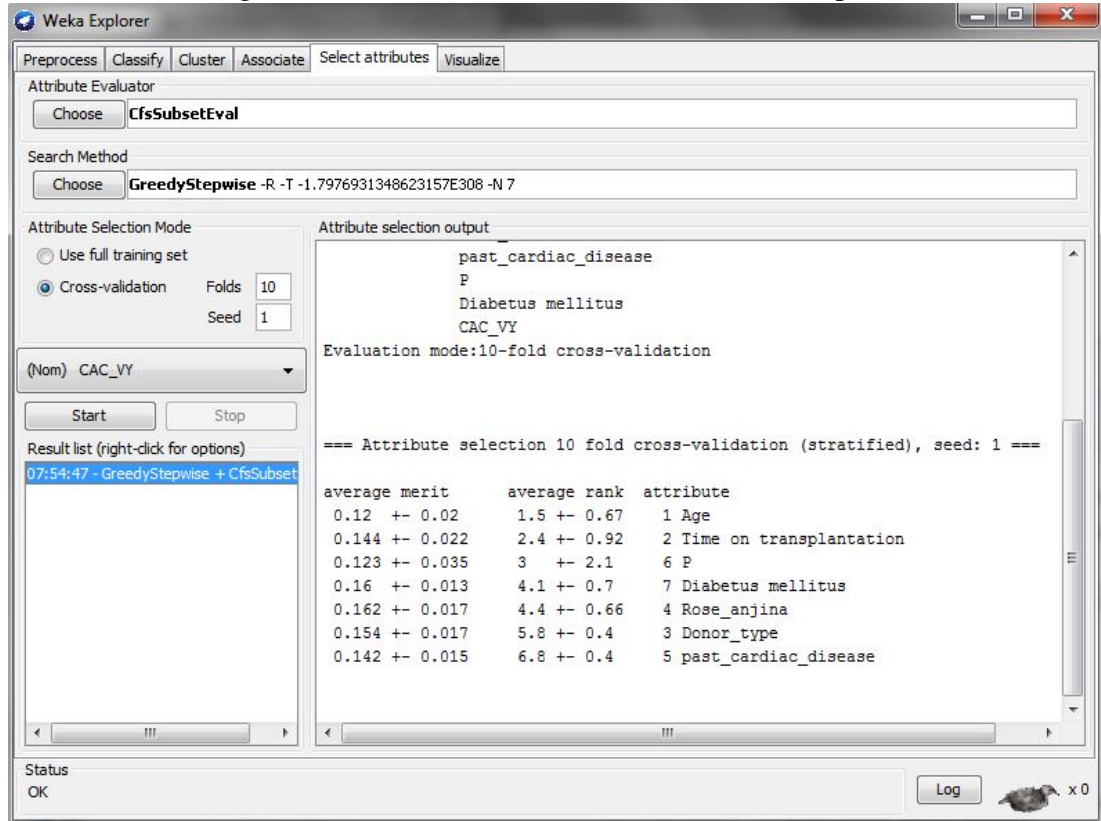 Weka Explorer
Preprocess Classify Cluster Associate Select attributes Visualize
Attribute Evaluator
Choose CfsSubsetEval
Search Method
Choose GreedyStepwise -R -T -1.7976931348623157E308 -N 7
Attribute Selection Mode
Use full training set
Cross-validation Folds 10
Seed 1
(Nom) CAC_VY
Start Stop
Result list (right-click for options)
07:54:47 - GreedyStepwise + CfsSubset
Attribute selection output
past_cardiac_disease
P
Diabetus mellitus
CAC_VY
Evaluation mode:10-fold cross-validation
=== Attribute selection 10 fold cross-validation (stratified), seed: 1 ===
average merit average rank attribute
0.12 +- 0.02 1.5 +- 0.67 1 Age
0.144 +- 0.022 2.4 +- 0.92 2 Time on transplantation
0.123 +- 0.035 3 +- 2.1 6 P
0.16 +- 0.013 4.1 +- 0.7 7 Diabetus mellitus
0.162 +- 0.017 4.4 +- 0.66 4 Rose_anjina
0.154 +- 0.017 5.8 +- 0.4 3 Donor_type
0.142 +- 0.015 6.8 +- 0.4 5 past_cardiac_disease
Status
OK
Log x 0